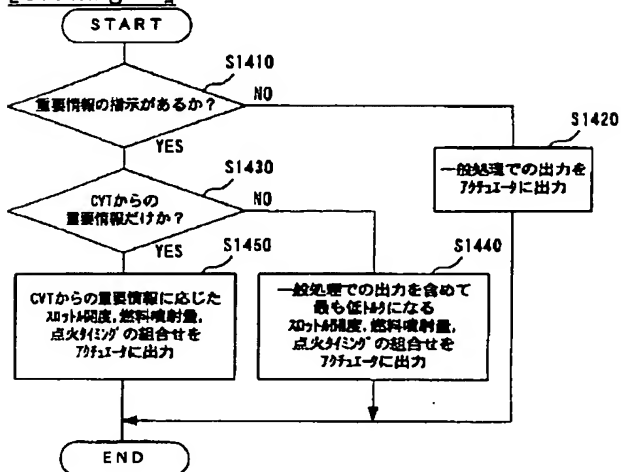 START
S1410
重要情報の指示があるか?
NO
YES
S1420
一般処理での出力を
アクチュエータに出力
S1430
CVTからの
重要情報だけか?
NO
YES
S1450
CVTからの重要情報に応じた
スロットル開度,燃料噴射量,
点火タイミングの組合せを
アクチュエータに出力
S1440
一般処理での出力を含めて
最も低トルクになる
スロットル開度,燃料噴射量,
点火タイミングの組合せを
アクチュエータに出力
END